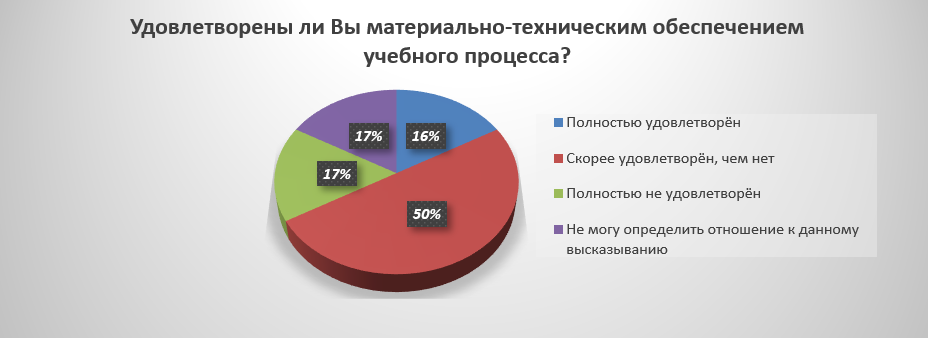 Удовлетворены ли Вы материально-техническим обеспечением
учебного процесса?
17%
16%
17%
50%
Полностью удовлетворён
Скорее удовлетворён, чем нет
Полностью не удовлетворён
Не могу определить отношение к данному
высказыванию